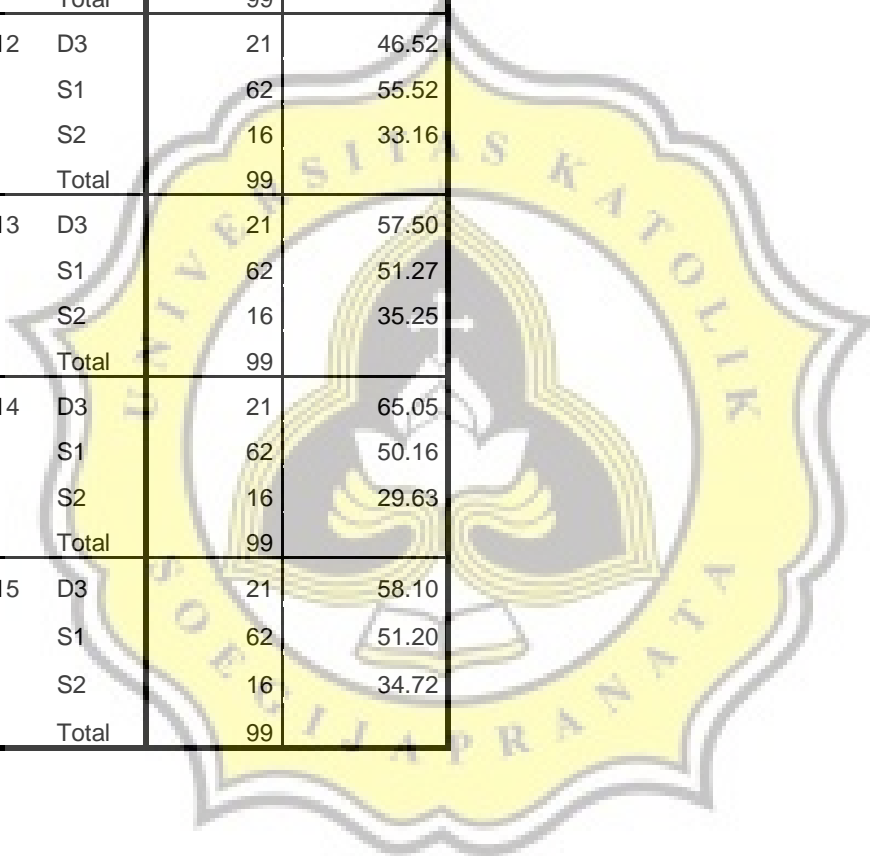 Total 99
12 D3 21 46.52
S1 62 55.52
S2 16 33.16
Total 99
13 D3 21 57.50
S1 62 51.27
S2 16 35.25
Total 99
14 D3 21 65.05
S1 62 50.16
S2 16 29.63
Total 99
15 D3 21 58.10
S1 62 51.20
S2 16 34.72
Total 99
UNIVERSITAS KATOLIK
SOEGIJAPRANATA